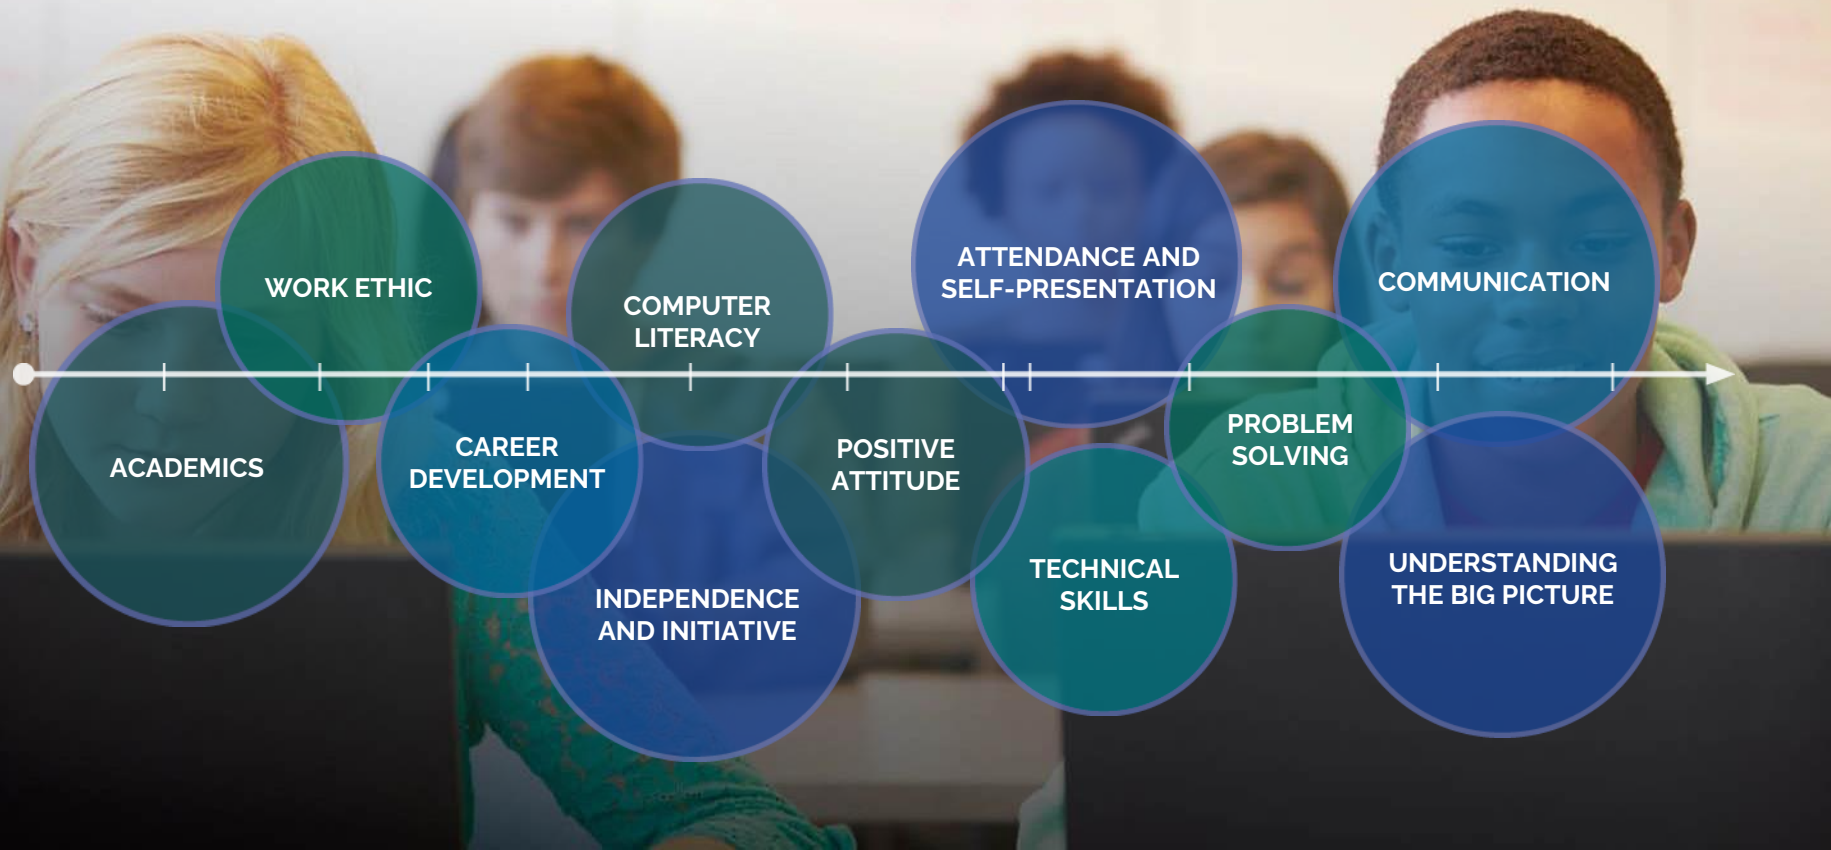 ACADEMICS
WORK ETHIC
CAREER
DEVELOPMENT
COMPUTER
LITERACY
INDEPENDENCE
AND INITIATIVE
POSITIVE
ATTITUDE
ATTENDANCE AND
SELF-PRESENTATION
TECHNICAL
SKILLS
PROBLEM
SOLVING
COMMUNICATION
UNDERSTANDING
THE BIG PICTURE